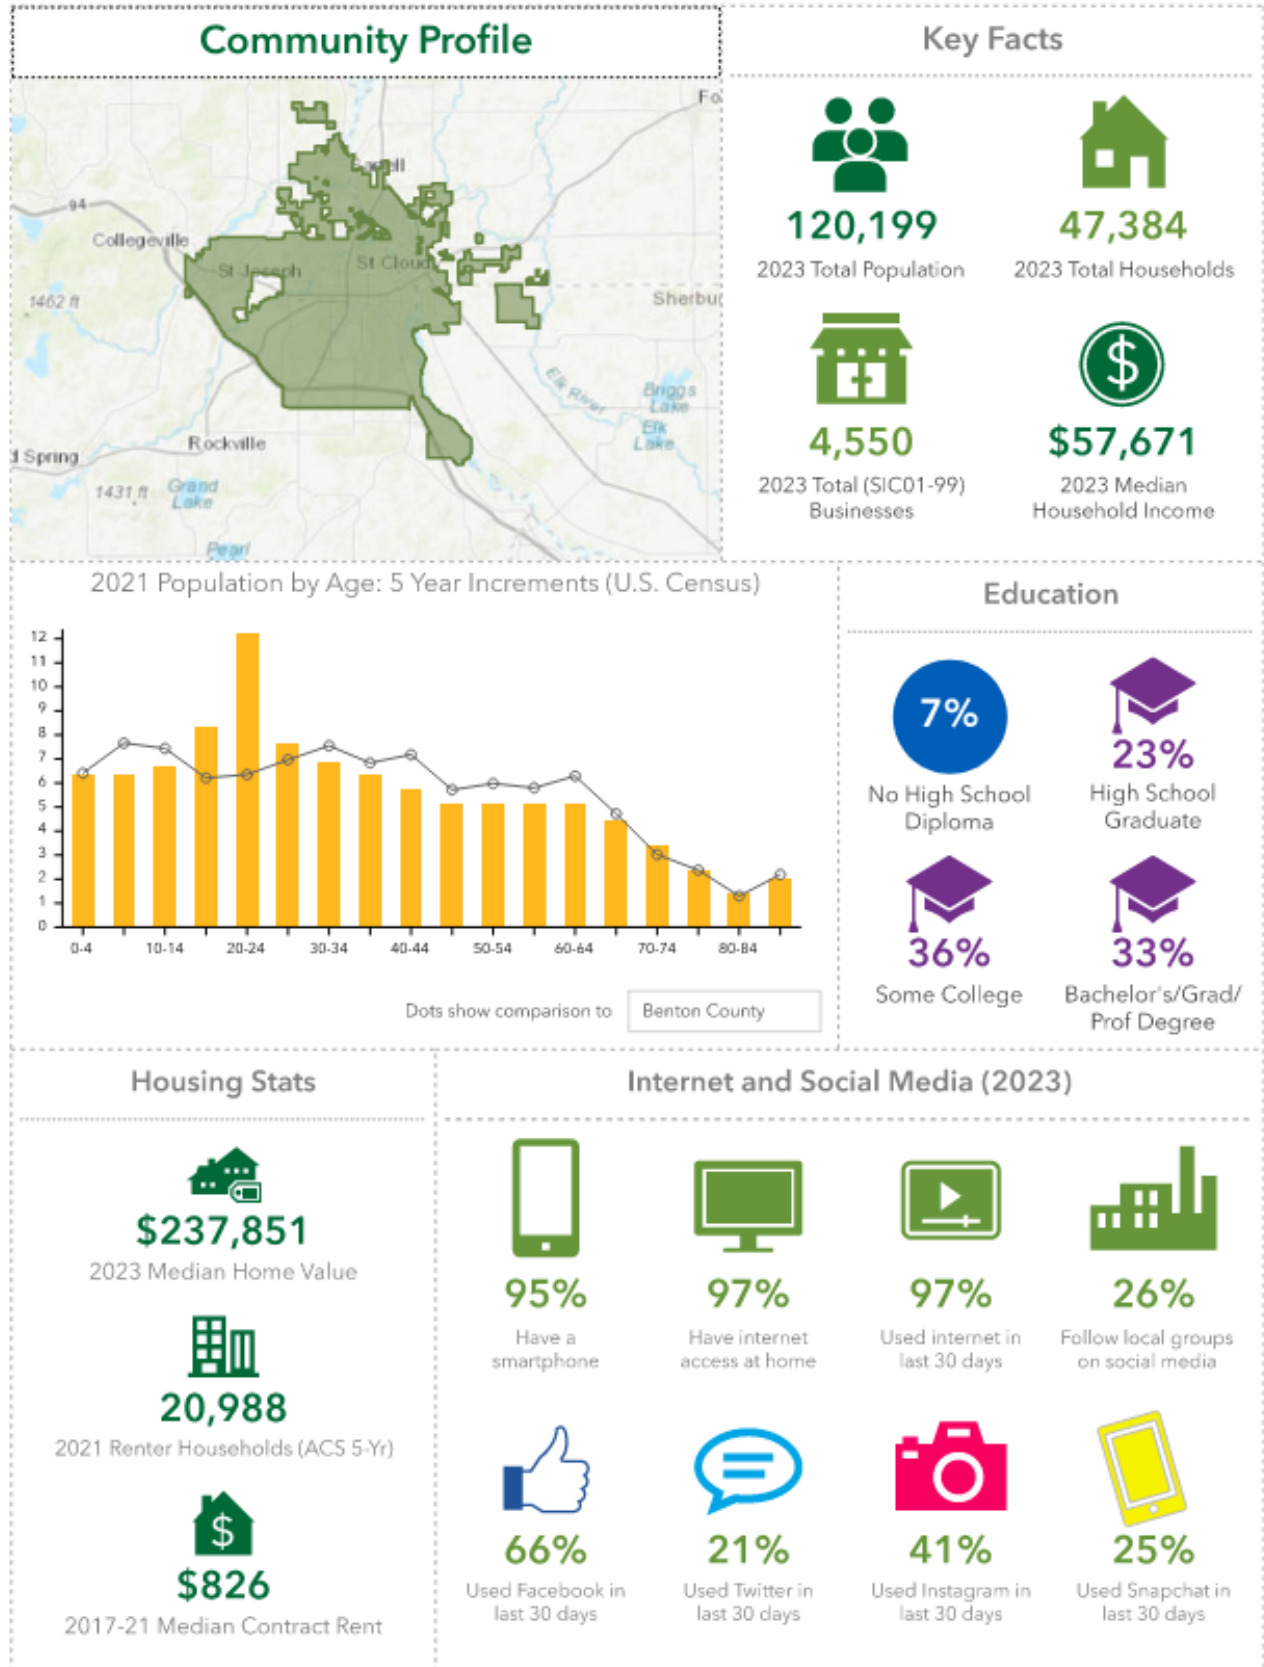 Community Profile
Fo
Sartell
94
Collegeville
St Joseph
St Cloud
1462 ft
Sherbur
Elk River
Briggs
Lake
Elk
Lake
Rockville
d Spring
1431 ft
Grand
Lake
Pearl
Key Facts
120,199
47,384
2023 Total Population
2023 Total Households
$
4,550
$57,671
2023 Total (SIC01-99)
Businesses
2023 Median
Household Income
2021 Population by Age: 5 Year Increments (U.S. Census)
12
11
10
9
8
7
6
5
4
3
2
1
0
0-4 10-14 20-24 30-34 40-44 50-54 60-64 70-74 80-84
Dots show comparison to Benton County
Education
7%
No High School
Diploma
23%
High School
Graduate
36%
Some College
33%
Bachelor's/Grad/
Prof Degree
Housing Stats
$237,851
2023 Median Home Value
20,988
2021 Renter Households (ACS 5-Yr)
$
$826
2017-21 Median Contract Rent
Internet and Social Media (2023)
95%
Have a
smartphone
97%
Have internet
access at home
97%
Used internet in
last 30 days
26%
Follow local groups
on social media
66%
Used Facebook in
last 30 days
21%
Used Twitter in
last 30 days
41%
Used Instagram in
last 30 days
25%
Used Snapchat in
last 30 days